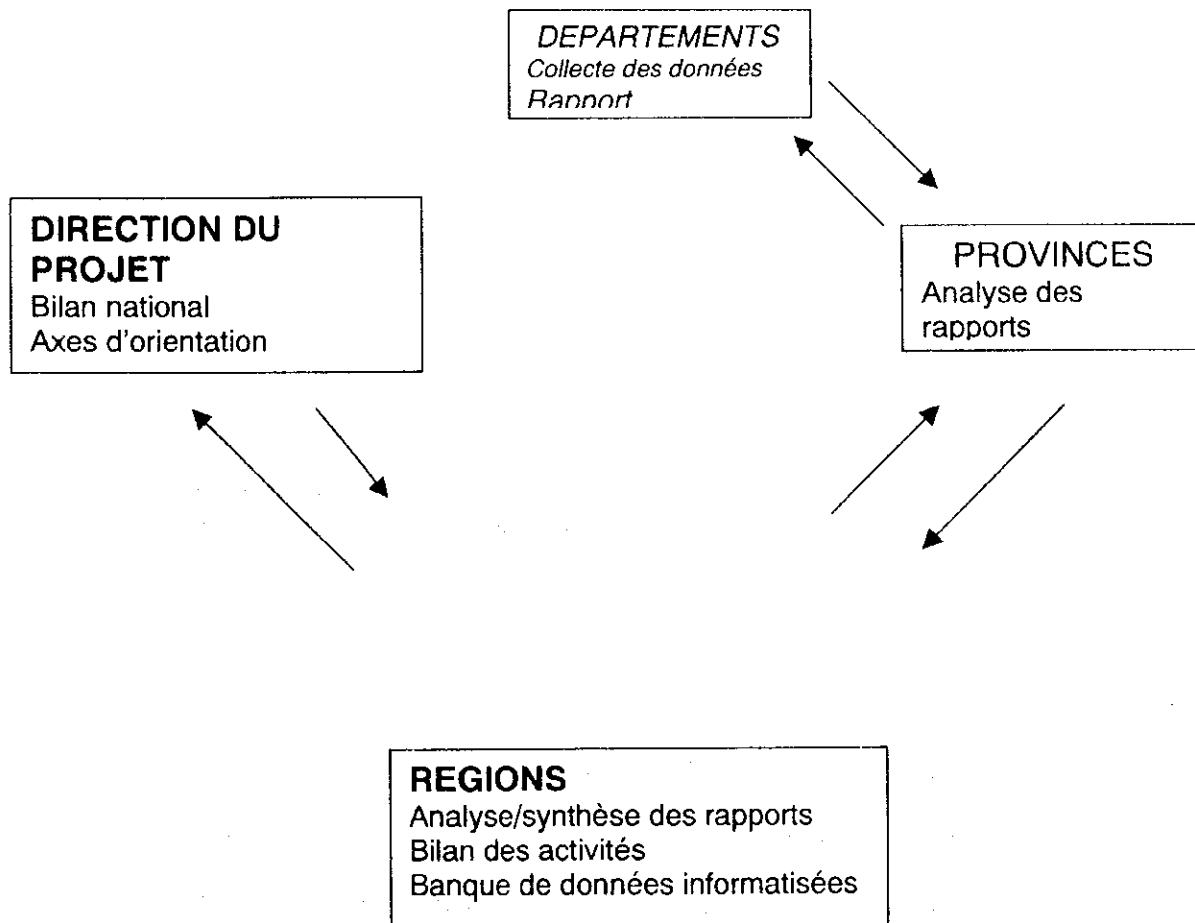 DEPARTEMENTS
Collecte des données
Rapport
DIRECTION DU
PROJET
Bilan national
Axes d'orientation
PROVINCES
Analyse des
rapports
REGIONS
Analyse/synthèse des rapports
Bilan des activités
Banque de données informatisées